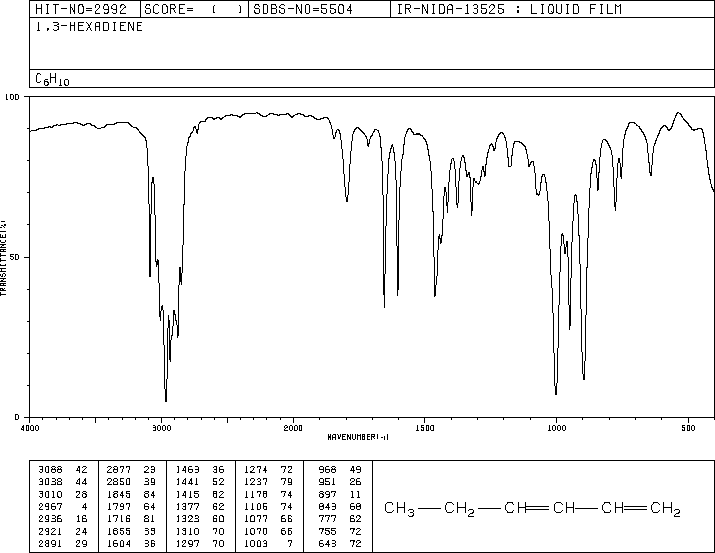 HIT-NO=2992 SCORE= ( ) SDBS-NO=5504 IR-NIDA-13525 : LIQUID FILM
1,3-HEXADIENE
C6H10
100
50
0
TRANSMITTANCE(%)
4000 3000 2000 1500 1000 500
WAVENUMBER(-1)
3088 42 2877 23 1463 36 1274 72 968 49
3038 44 2850 39 1441 52 1237 79 951 26
3010 28 1845 84 1415 62 1178 74 897 11
2967 4 1797 64 1377 62 1106 74 843 68
2936 16 1716 81 1323 60 1077 66 777 62
2921 24 1655 33 1310 70 1070 66 755 72
2891 29 1604 36 1297 70 1003 7 643 72
CH3—CH2—CH=CH—CH=CH2